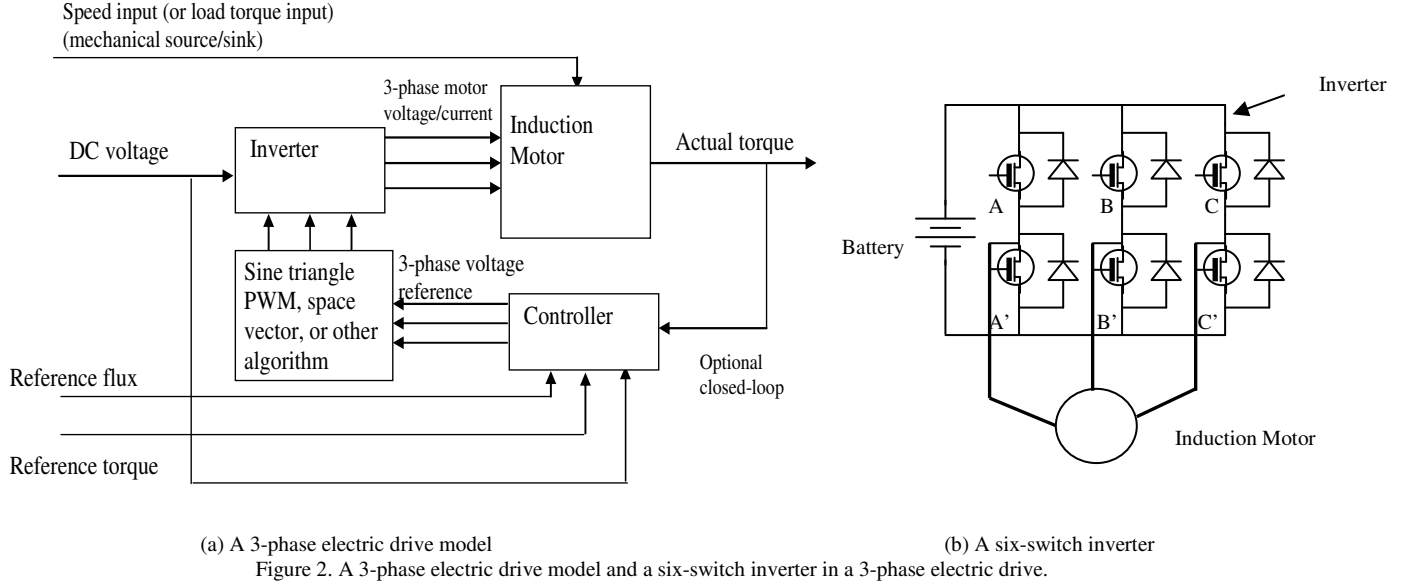 Speed input (or load torque input)
(mechanical source/sink)
3-phase motor
voltage/current
Induction
Motor
Inverter
DC voltage
Actual torque
Sine triangle
PWM, space
vector, or other
algorithm
3-phase voltage
reference
Controller
Optional
closed-loop
Reference flux
Reference torque
Inverter
A
B
C
Battery
A’
B’
C’
Induction Motor
(a) A 3-phase electric drive model
(b) A six-switch inverter
Figure 2. A 3-phase electric drive model and a six-switch inverter in a 3-phase electric drive.